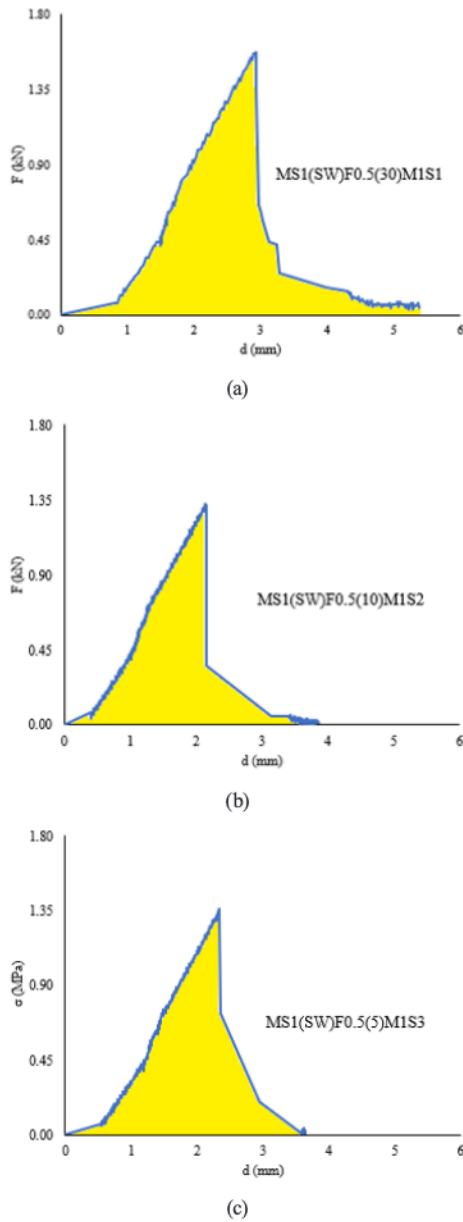 1.80
1.35
0.90
0.45
0.00
F (kN)
MS1(SW)F0.5(30)M1S1
0 1 2 3 4 5 6
d (mm)
(a)
1.80
1.35
0.90
0.45
0.00
F (kN)
MS1(SW)F0.5(10)M1S2
0 1 2 3 4 5 6
d (mm)
(b)
1.80
1.35
0.90
0.45
0.00
σ (MPa)
MS1(SW)F0.5(5)M1S3
0 1 2 3 4 5 6
d (mm)
(c)